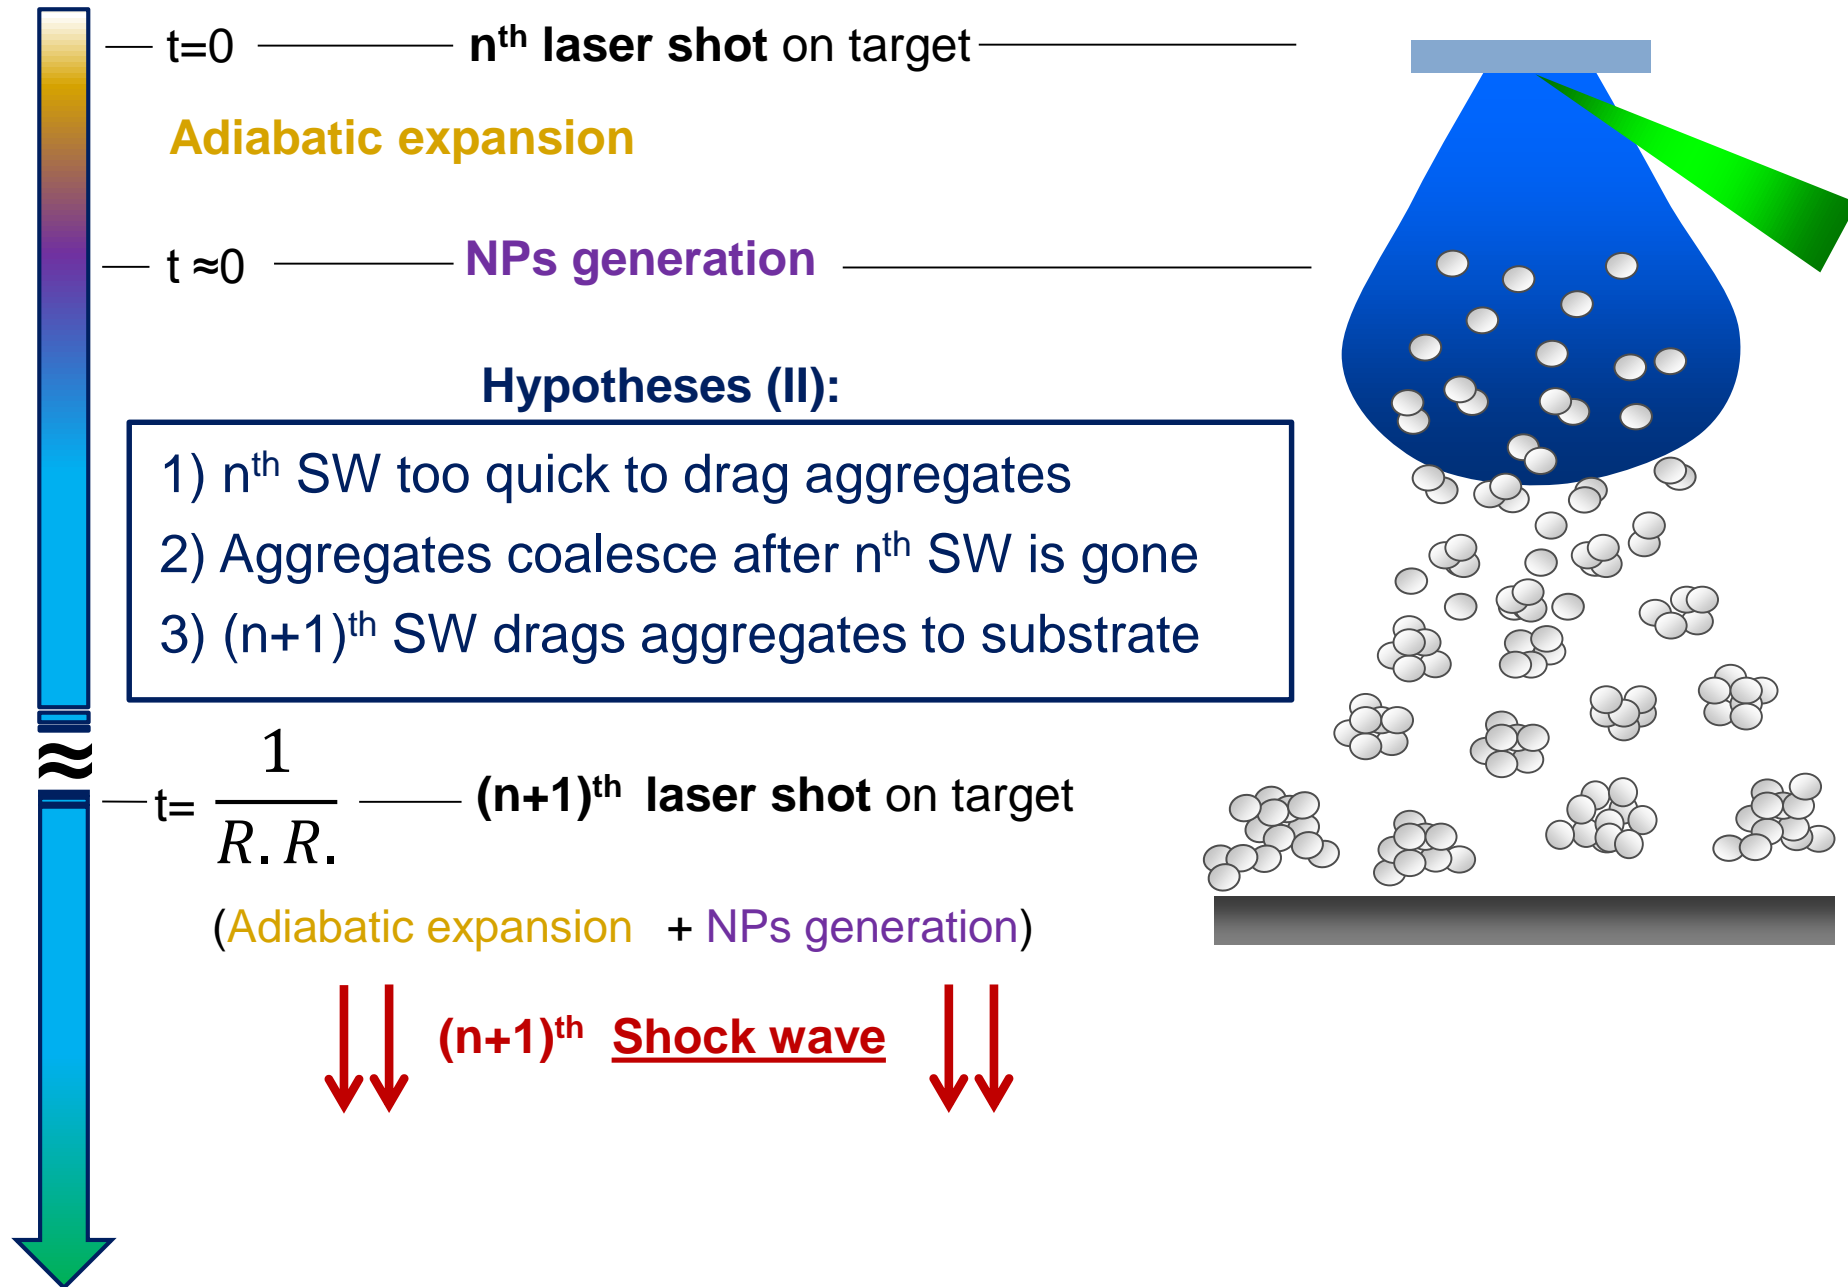 t=0 nth laser shot on target
Adiabatic expansion
t ≈0 NPs generation
Hypotheses (II):
1) nth SW too quick to drag aggregates
2) Aggregates coalesce after nth SW is gone
3) (n+1)th SW drags aggregates to substrate
≈
t= 1/R.R. (n+1)th laser shot on target
(Adiabatic expansion + NPs generation)
(n+1)th Shock wave